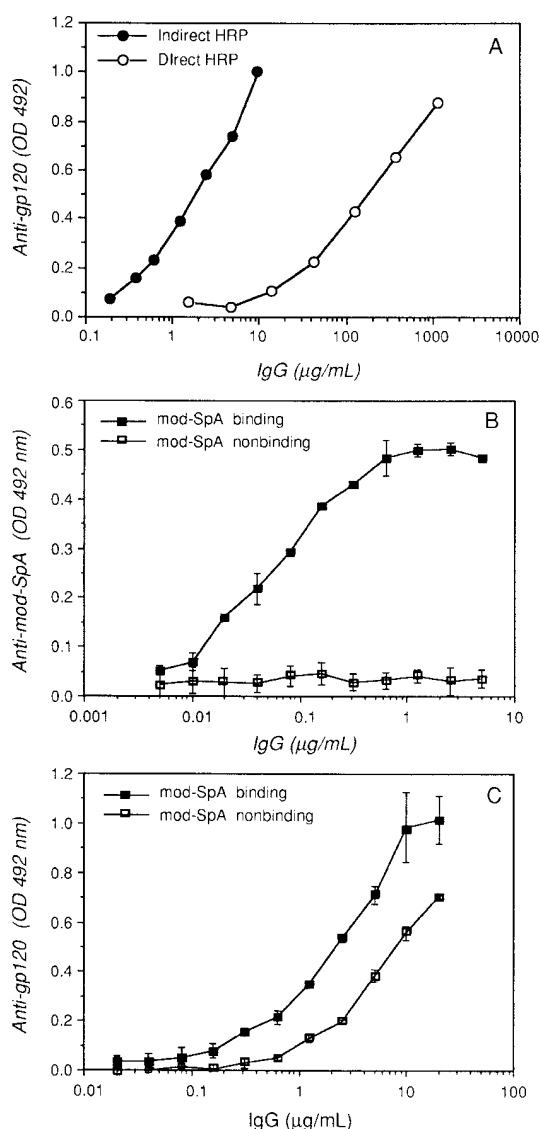 1.2
Indirect HRP
A
DIrect HRP
1.0
0.8
0.6
0.4
0.2
0.0
Anti-gp120 (OD 492)
0.1
1
10
100
1000
10000
IgG (µg/mL)
0.6
mod-SpA binding
B
mod-SpA nonbinding
0.5
0.4
0.3
0.2
0.1
0.0
Anti-mod-SpA (OD 492 nm)
0.001
0.01
0.1
1
10
IgG (µg/mL)
1.2
mod-SpA binding
C
mod-SpA nonbinding
1.0
0.8
0.6
0.4
0.2
0.0
Anti-gp120 (OD 492 nm)
0.01
0.1
1
10
100
IgG (µg/mL)